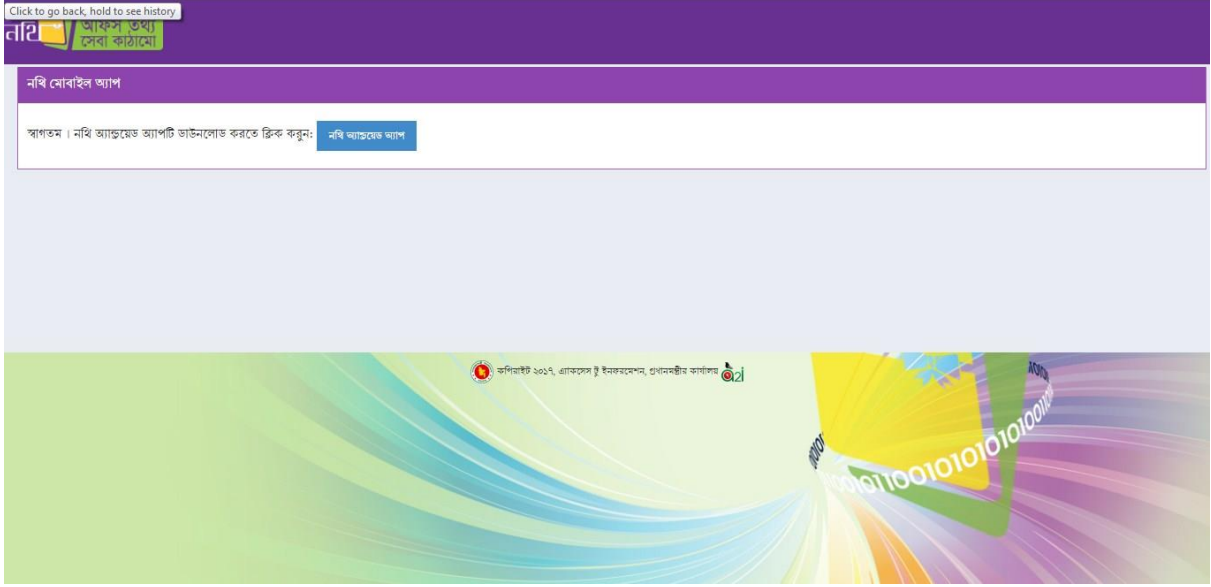 Click to go back, hold to see history
নথি
অফিস তথ্য
সেবা কাঠামো
নথি মোবাইল অ্যাপ
স্বাগতম । নথি অ্যান্ড্রয়েড অ্যাপটি ডাউনলোড করতে ক্লিক করুন: নথি অ্যান্ড্রয়েড অ্যাপ
কপিরাইট ২০১৭, এ্যাকসেস টু ইনফরমেশন, প্রধানমন্ত্রীর কার্যালয় a2i